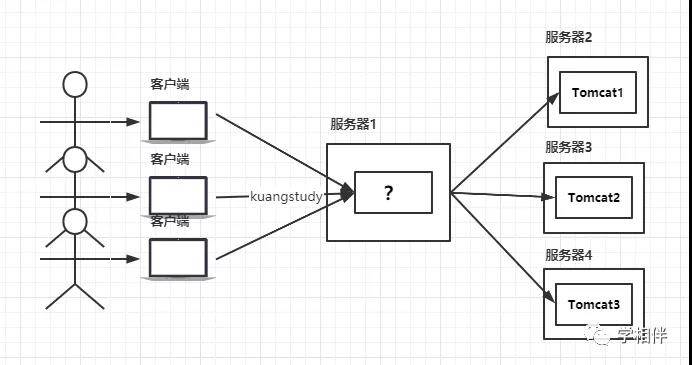 客户端
客户端
客户端
kuangstudy
服务器1
?
服务器2
Tomcat1
服务器3
Tomcat2
服务器4
Tomcat3
学相伴